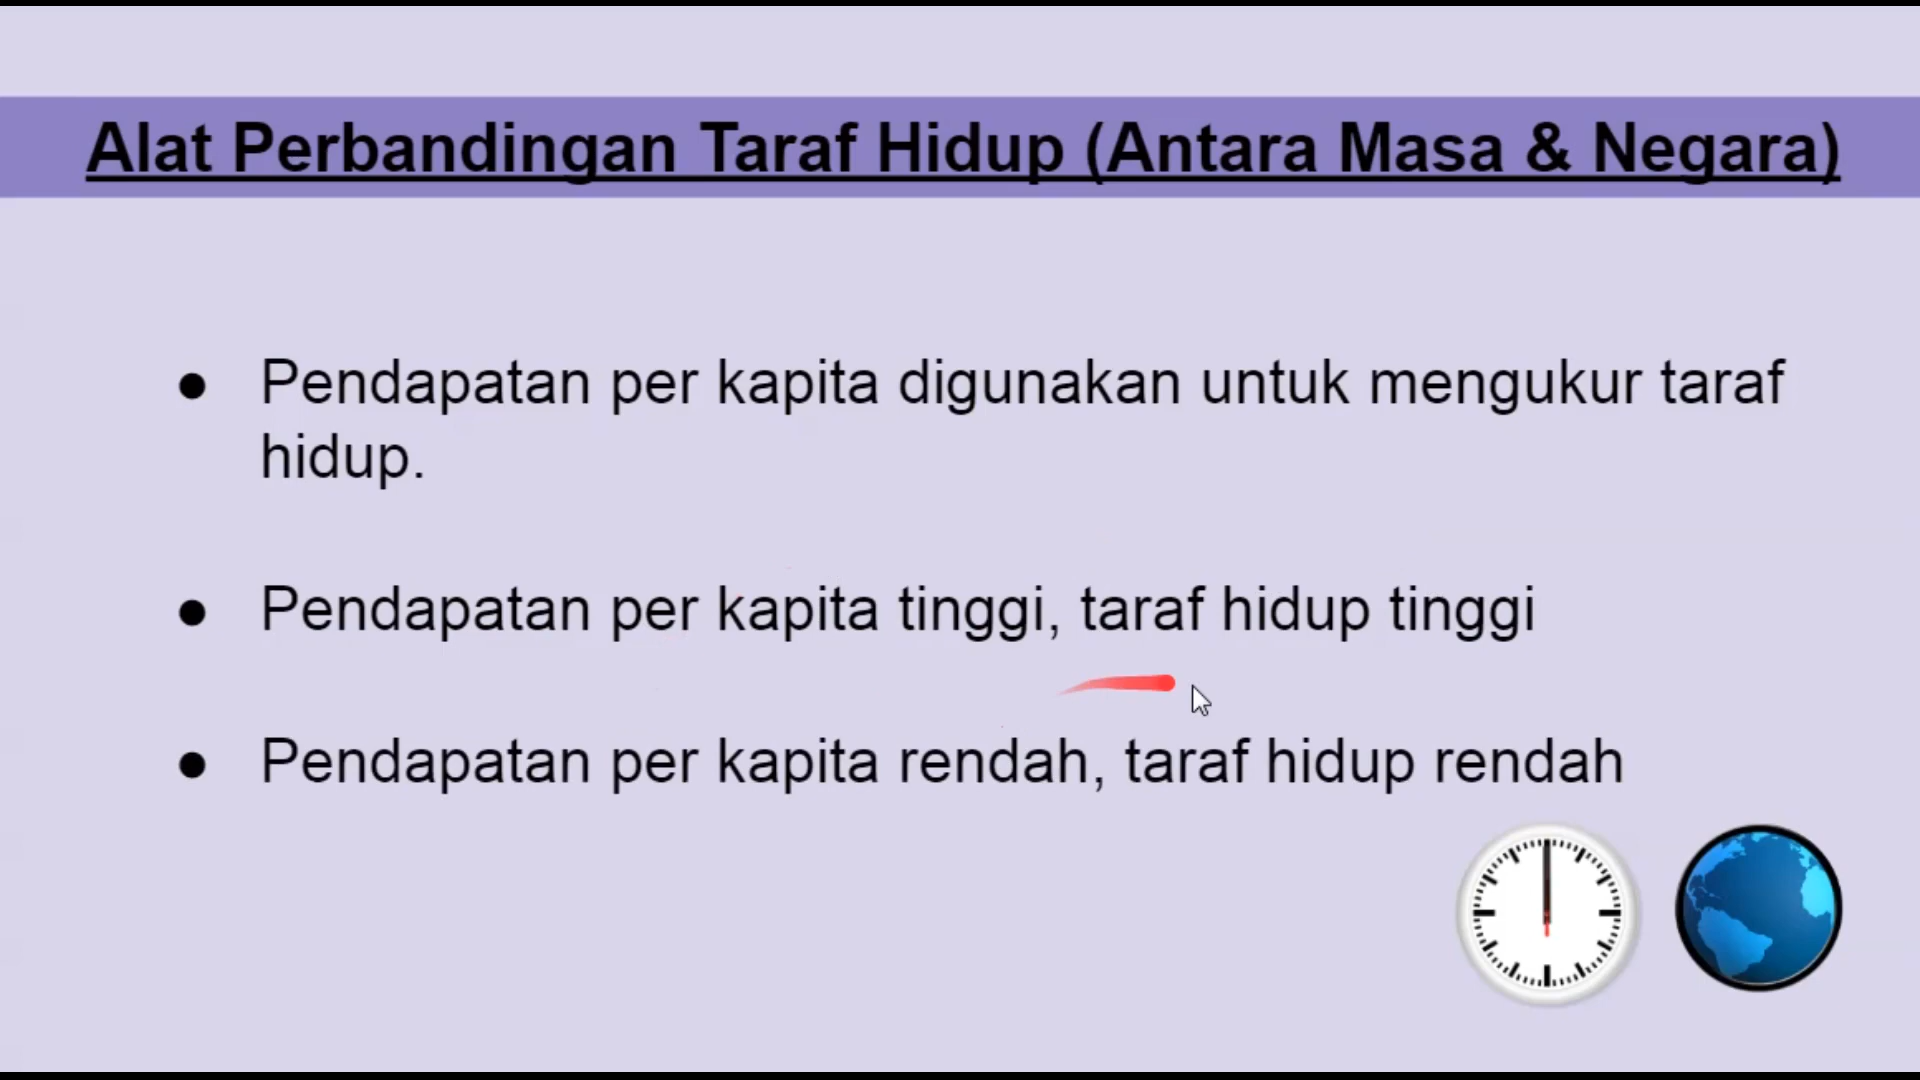 Alat Perbandingan Taraf Hidup (Antara Masa & Negara)
● Pendapatan per kapita digunakan untuk mengukur taraf
hidup.
● Pendapatan per kapita tinggi, taraf hidup tinggi
● Pendapatan per kapita rendah, taraf hidup rendah